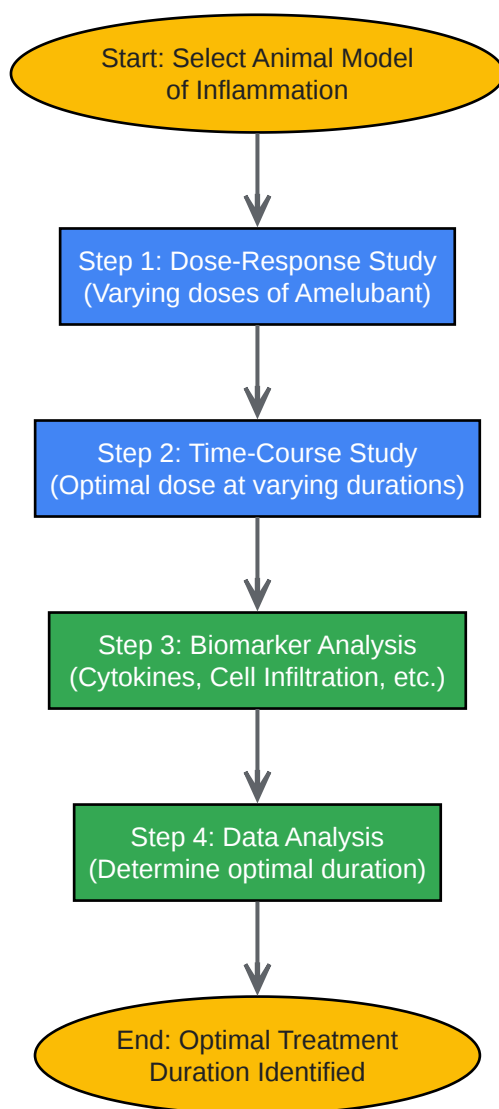 Start: Select Animal Model
of Inflammation
Step 1: Dose-Response Study
(Varying doses of Amelubant)
Step 2: Time-Course Study
(Optimal dose at varying durations)
Step 3: Biomarker Analysis
(Cytokines, Cell Infiltration, etc.)
Step 4: Data Analysis
(Determine optimal duration)
End: Optimal Treatment
Duration Identified